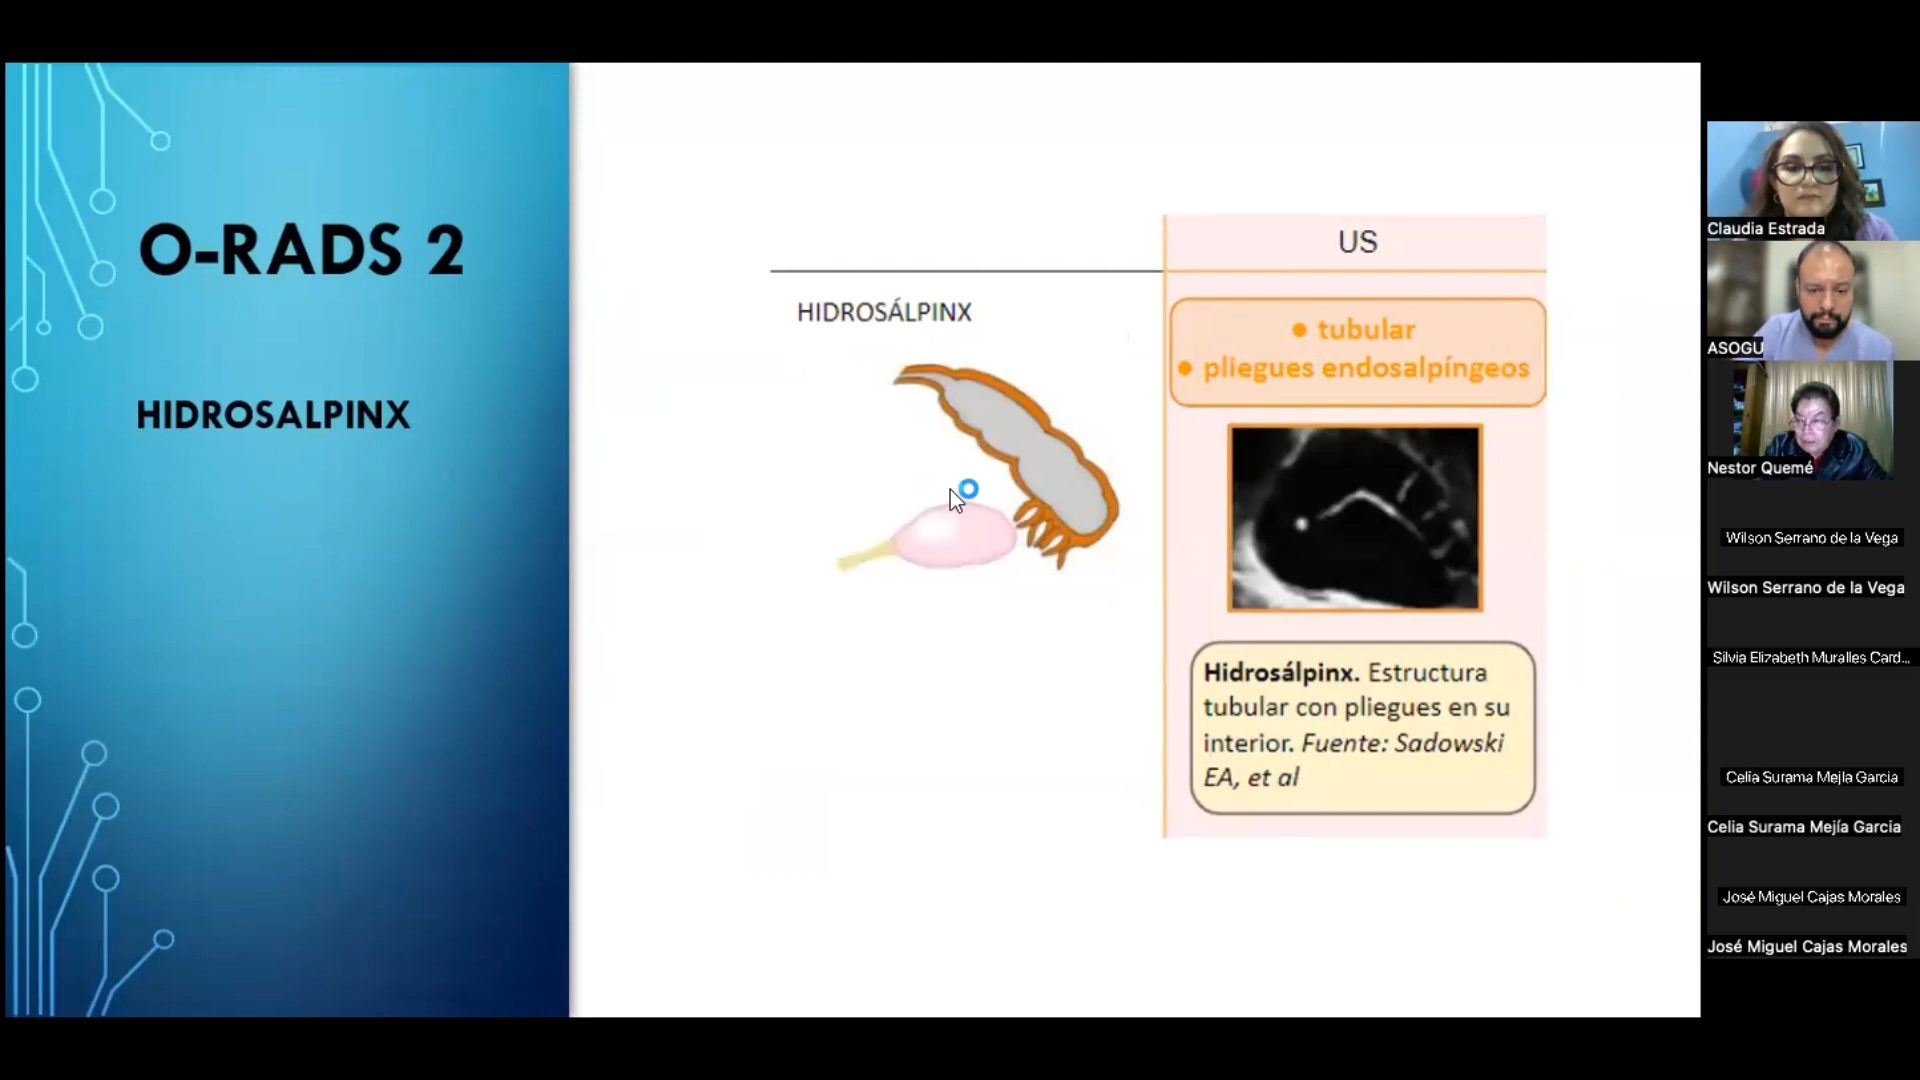 O-RADS 2
HIDROSALPINX
US
HIDROSÁLPINX
● tubular
● pliegues endosalpíngeos
Hidrosálpinx. Estructura
tubular con pliegues en su
interior. Fuente: Sadowski
EA, et al
Claudia Estrada
ASOGU
Nestor Quemé
Wilson Serrano de la Vega
Wilson Serrano de la Vega
Silvia Elizabeth Muralles Card...
Celia Surama Mejía Garcia
Celia Surama Mejía Garcia
José Miguel Cajas Morales
José Miguel Cajas Morales